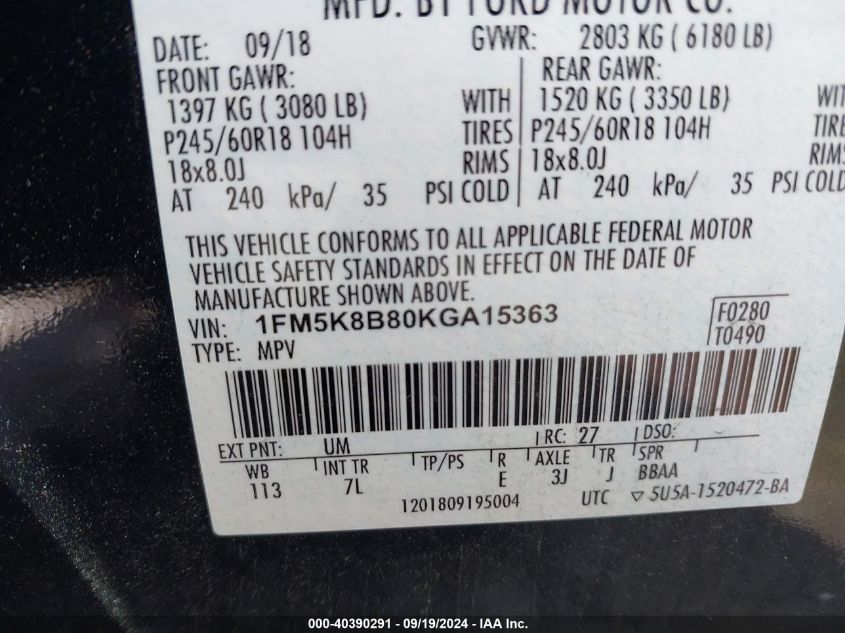 MFD. BY FORD MOTOR CO.
DATE: 09/18 GVWR: 2803 KG ( 6180 LB)
FRONT GAWR: REAR GAWR:
1397 KG ( 3080 LB) WITH 1520 KG ( 3350 LB) WIT
P245/60R18 104H TIRES P245/60R18 104H TIRE
18x8.0J RIMS 18x8.0J RIMS
AT 240 kPa/ 35 PSI COLD AT 240 kPa/ 35 PSI COLD
THIS VEHICLE CONFORMS TO ALL APPLICABLE FEDERAL MOTOR
VEHICLE SAFETY STANDARDS IN EFFECT ON THE DATE OF
MANUFACTURE SHOWN ABOVE.
VIN: 1FM5K8B80KGA15363 F0280
TYPE: MPV T0490
EXT PNT: UM RC: 27 DSO:
WB INT TR TP/PS R AXLE TR SPR
113 7L E 3J J BBAA
1201809195004 UTC ▽ 5U5A-1520472-BA
000-40390291 - 09/19/2024 - IAA Inc.